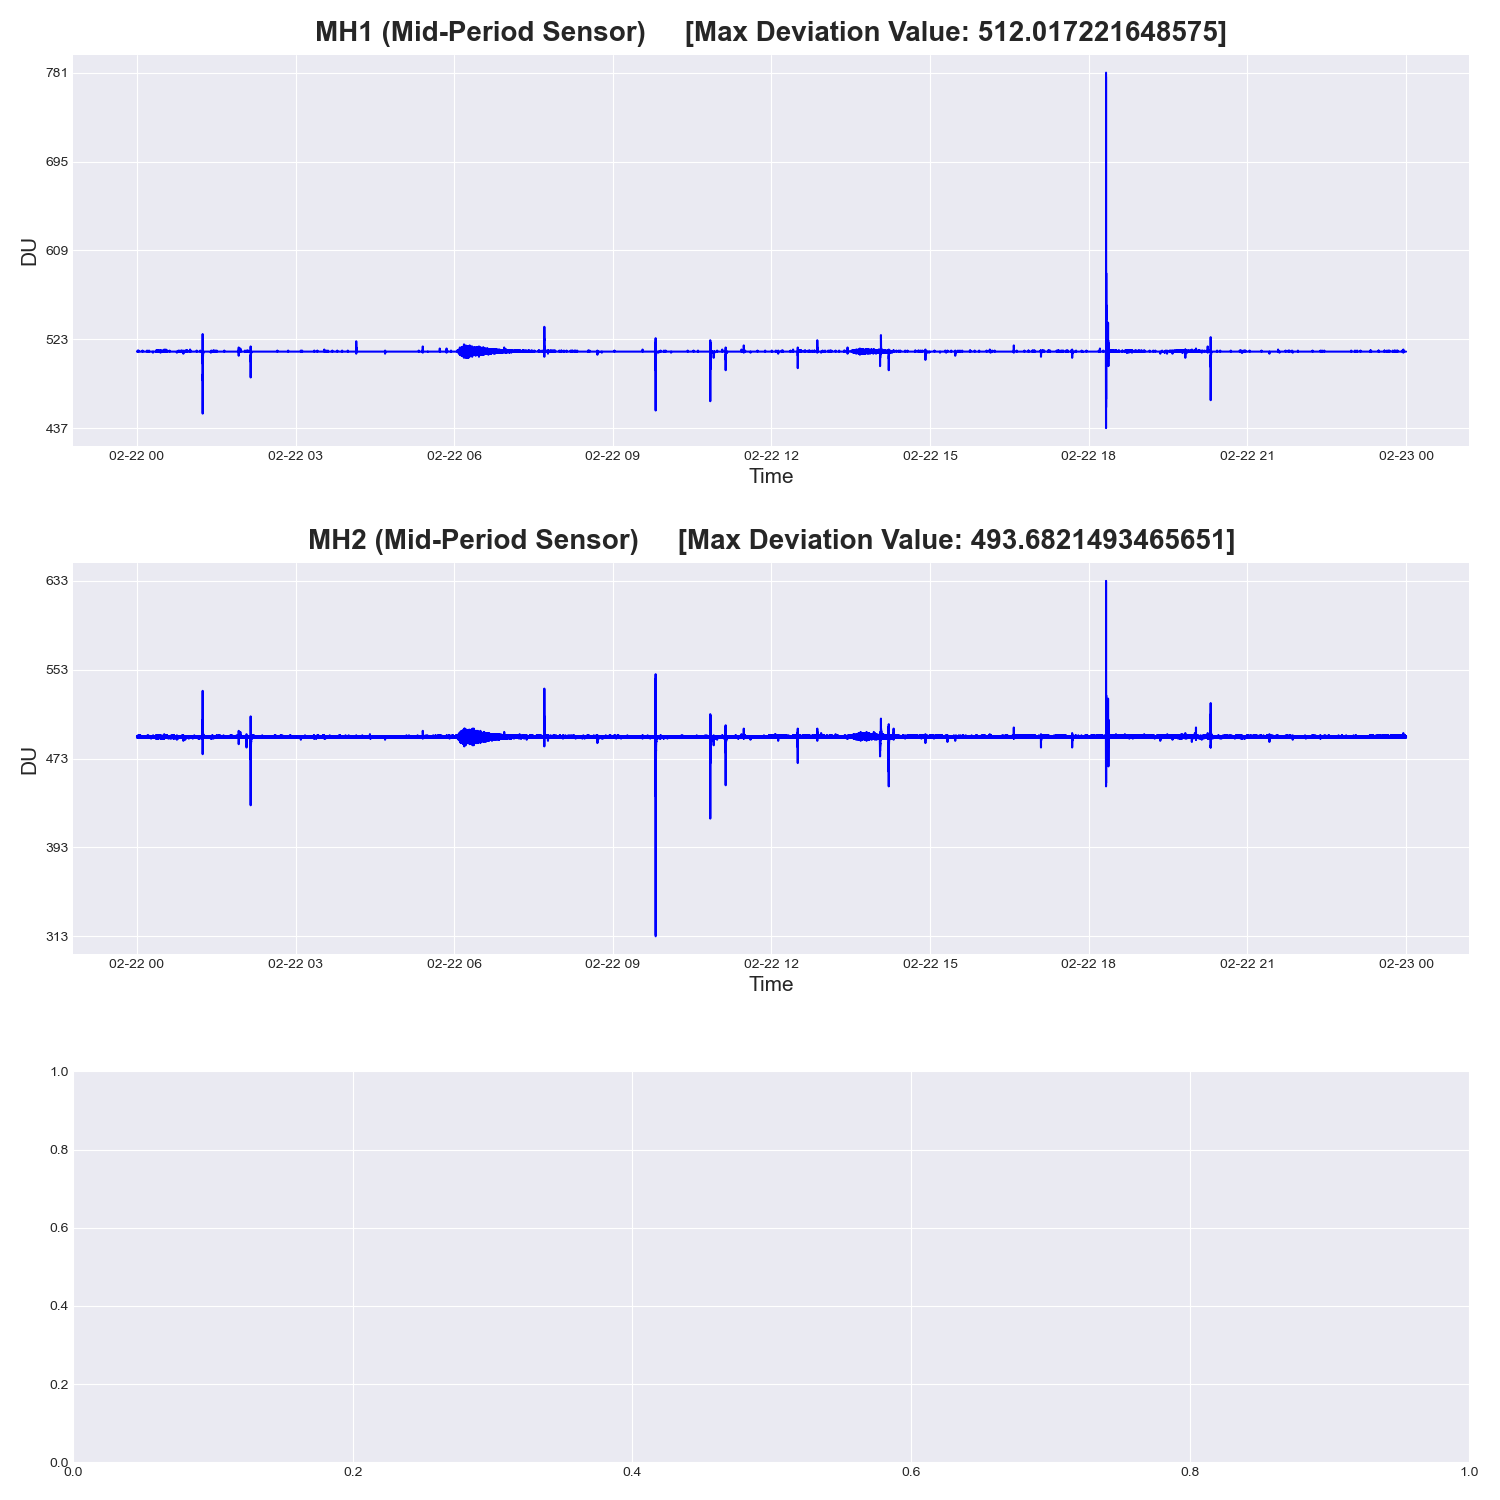 MH1 (Mid-Period Sensor)     [Max Deviation Value: 512.017221648575]
781
695
609
523
437
DU
02-22 00 02-22 03 02-22 06 02-22 09 02-22 12 02-22 15 02-22 18 02-22 21 02-23 00
Time
MH2 (Mid-Period Sensor)     [Max Deviation Value: 493.6821493465651]
633
553
473
393
313
DU
02-22 00 02-22 03 02-22 06 02-22 09 02-22 12 02-22 15 02-22 18 02-22 21 02-23 00
Time
1.0
0.8
0.6
0.4
0.2
0.0
0.0 0.2 0.4 0.6 0.8 1.0